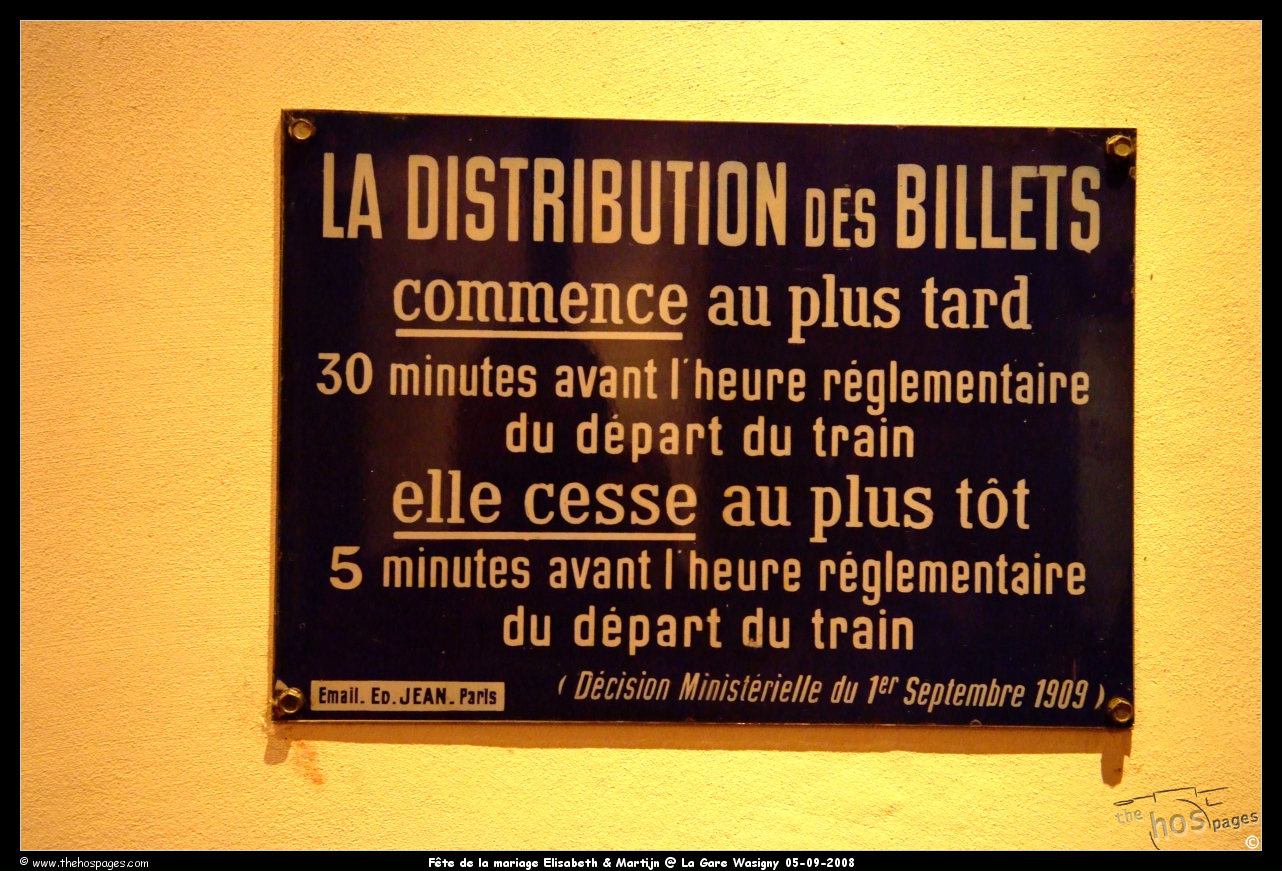 LA DISTRIBUTION DES BILLETS
commence au plus tard
30 minutes avant l'heure réglementaire
du départ du train
elle cesse au plus tôt
5 minutes avant l'heure réglementaire
du départ du train
( Décision Ministérielle du 1er Septembre 1909 )
Email. ED. JEAN. Paris
the hos pages
©
© www.thehospages.com
Fête de la mariage Elisabeth & Martijn @ La Gare Wasigny 05-09-2008